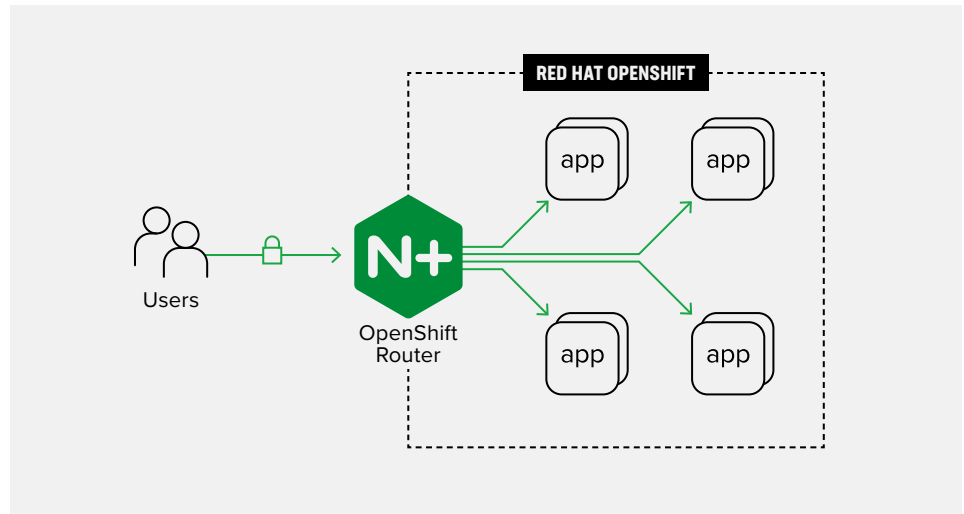 RED HAT OPENSHIFT
app
app
N+
Users
OpenShift
Router
app
app